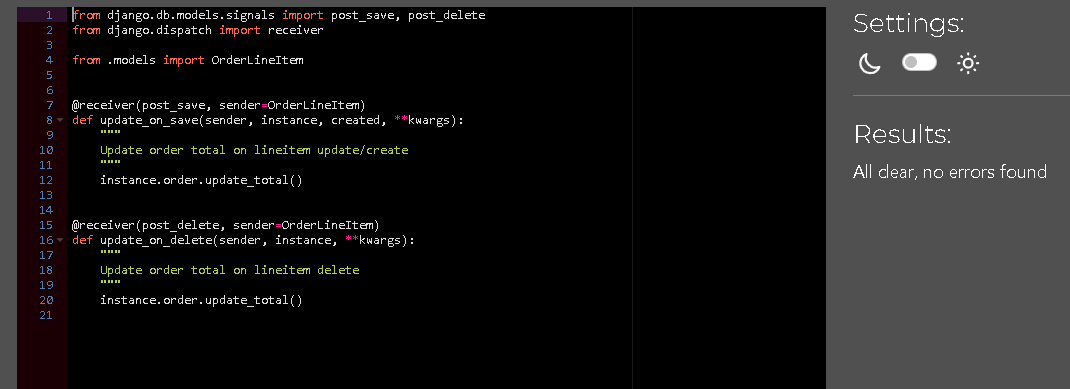 1 from django.db.models.signals import post_save, post_delete
2 from django.dispatch import receiver
3
4 from .models import OrderLineItem
5
6
7 @receiver(post_save, sender=OrderLineItem)
8 def update_on_save(sender, instance, created, **kwargs):
9     """
10     Update order total on lineitem update/create
11     """
12     instance.order.update_total()
13
14
15 @receiver(post_delete, sender=OrderLineItem)
16 def update_on_delete(sender, instance, **kwargs):
17     """
18     Update order total on lineitem delete
19     """
20     instance.order.update_total()
21
Settings:
Results:
All clear, no errors found